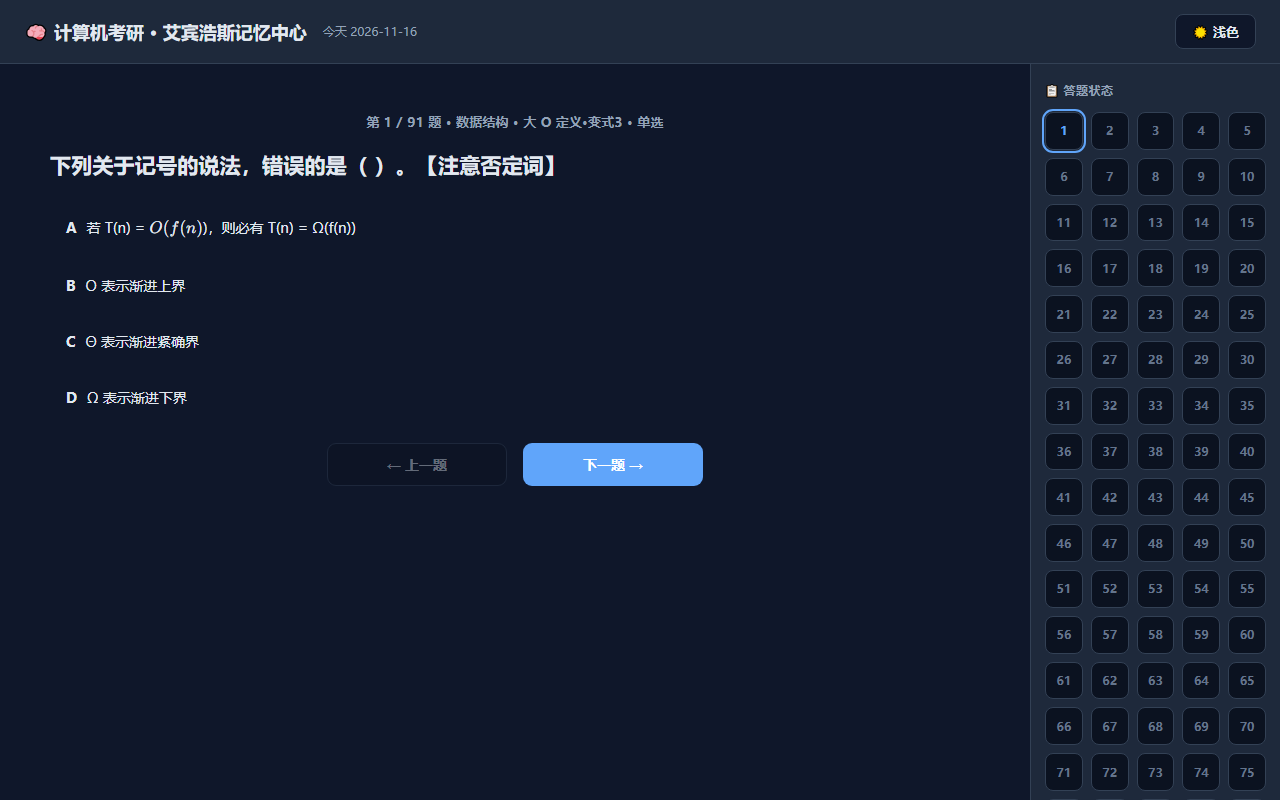 🧠 计算机考研 • 艾宾浩斯记忆中心 今天 2026-11-16
浅色
第 1 / 91 题 • 数据结构 • 大 O 定义•变式3 • 单选
下列关于记号的说法，错误的是（ ）。【注意否定词】
A 若 T(n) = O(f(n))，则必有 T(n) = Ω(f(n))
B O 表示渐进上界
C Θ 表示渐进紧确界
D Ω 表示渐进下界
← 上一题 下一题 →
📋 答题状态
1 2 3 4 5
6 7 8 9 10
11 12 13 14 15
16 17 18 19 20
21 22 23 24 25
26 27 28 29 30
31 32 33 34 35
36 37 38 39 40
41 42 43 44 45
46 47 48 49 50
51 52 53 54 55
56 57 58 59 60
61 62 63 64 65
66 67 68 69 70
71 72 73 74 75